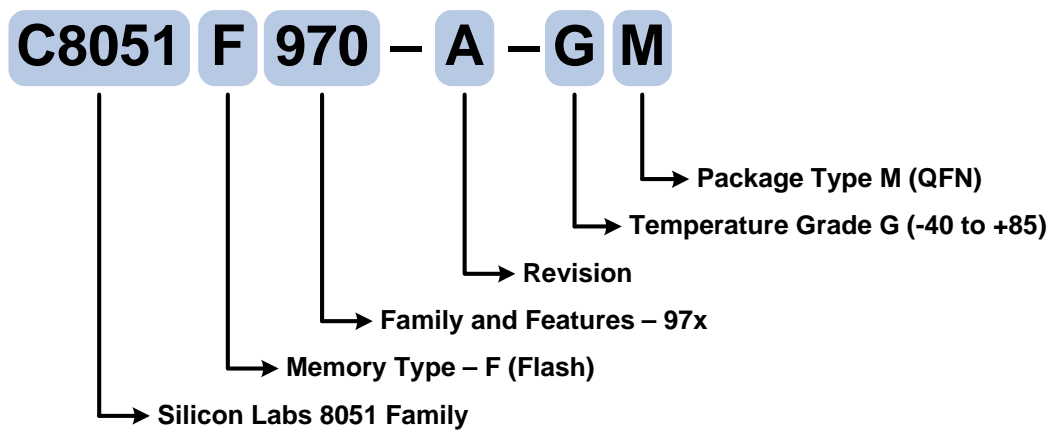 C8051 F 970 – A – G M
Package Type M (QFN)
Temperature Grade G (-40 to +85)
Revision
Family and Features – 97x
Memory Type – F (Flash)
Silicon Labs 8051 Family